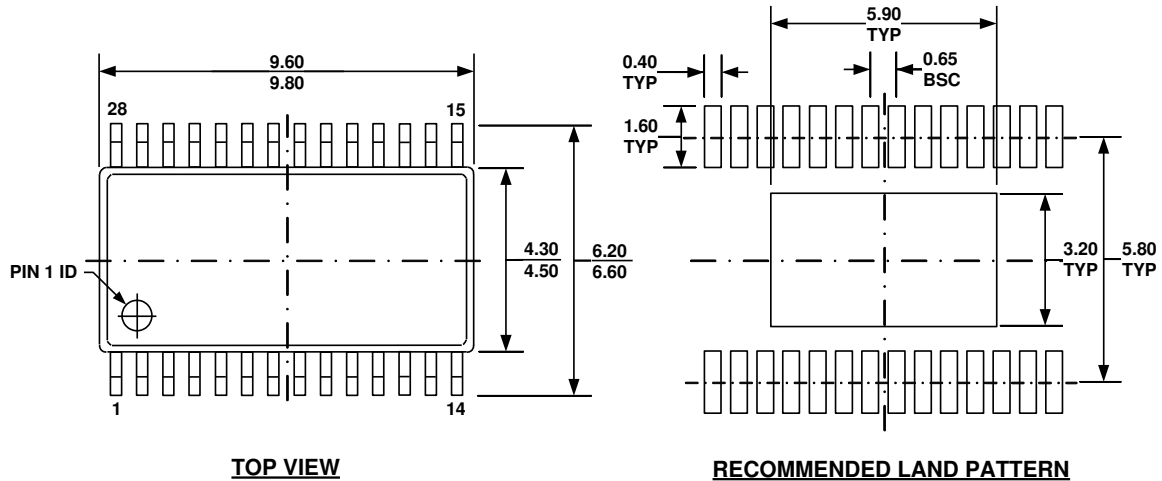 9.60
9.80
28
15
4.30
4.50
6.20
6.60
PIN 1 ID
1
14
TOP VIEW
5.90
TYP
0.40
TYP
0.65
BSC
1.60
TYP
3.20
TYP
5.80
TYP
RECOMMENDED LAND PATTERN